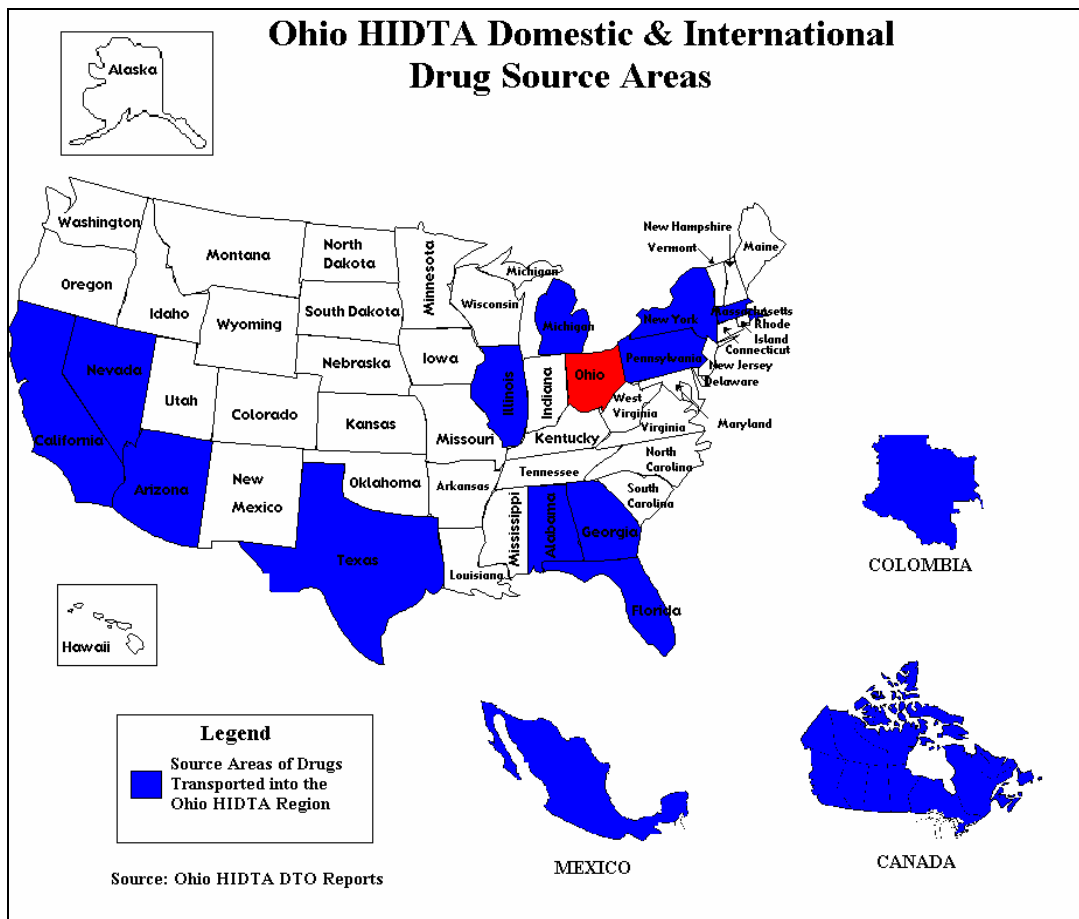 Ohio HIDTA Domestic & International
Drug Source Areas
Alaska
Washington
Oregon
Idaho
Montana
Wyoming
North
Dakota
South Dakota
Nebraska
Minnesota
Iowa
Wisconsin
Michigan
Michigan
New Hampshire
Vermont
Maine
New York
Massachusetts
Rhode
Island
Connecticut
New Jersey
Delaware
Maryland
Pennsylvania
Ohio
Indiana
Illinois
West
Virginia
Virginia
Kentucky
Nevada
Utah
Colorado
Kansas
Missouri
California
Arizona
New
Mexico
Oklahoma
Arkansas
Tennessee
North
Carolina
South
Carolina
Texas
Louisiang
Mississippi
Alabama
Georgia
Florida
Hawaii
COLOMBIA
MEXICO
CANADA
Legend
Source Areas of Drugs
Transported into the
Ohio HIDTA Region
Source: Ohio HIDTA DTO Reports